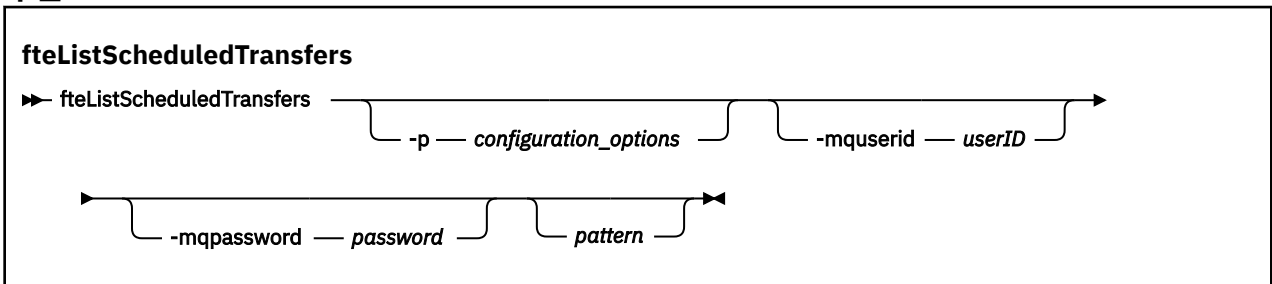 fteListScheduledTransfers
fteListScheduledTransfers
-p configuration_options -mquserid userID
-mqpassword password pattern